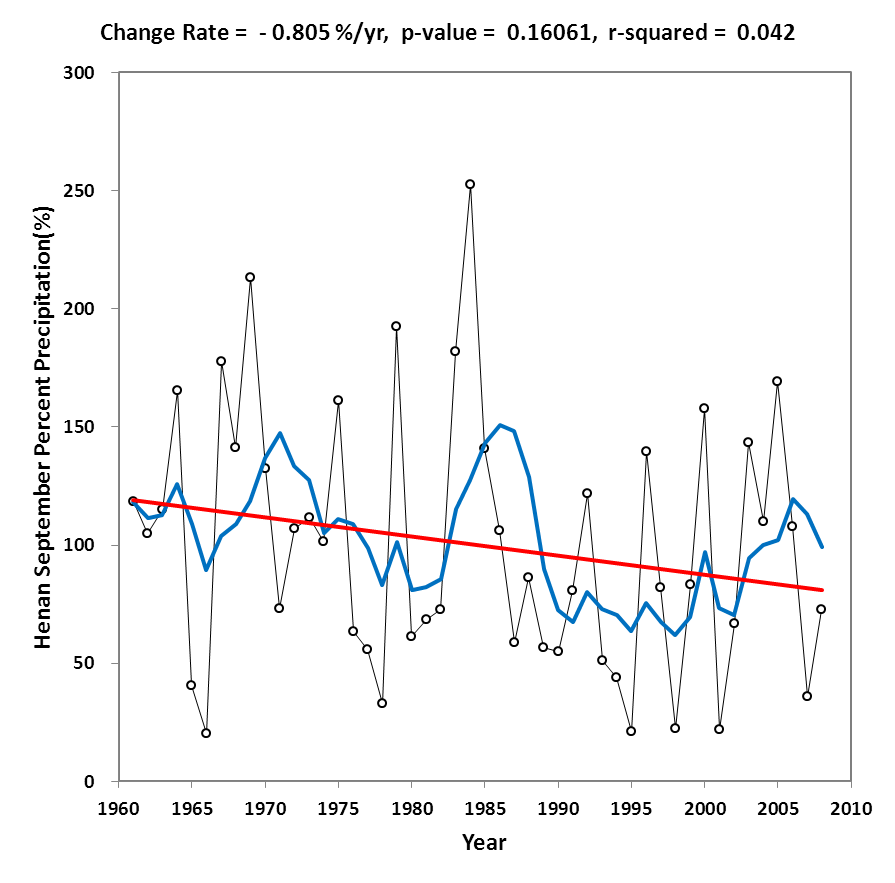 Change Rate = - 0.805 %/yr, p-value = 0.16061, r-squared = 0.042
300
250
200
150
100
50
0
Henan September Percent Precipitation(%)
1960 1965 1970 1975 1980 1985 1990 1995 2000 2005 2010
Year